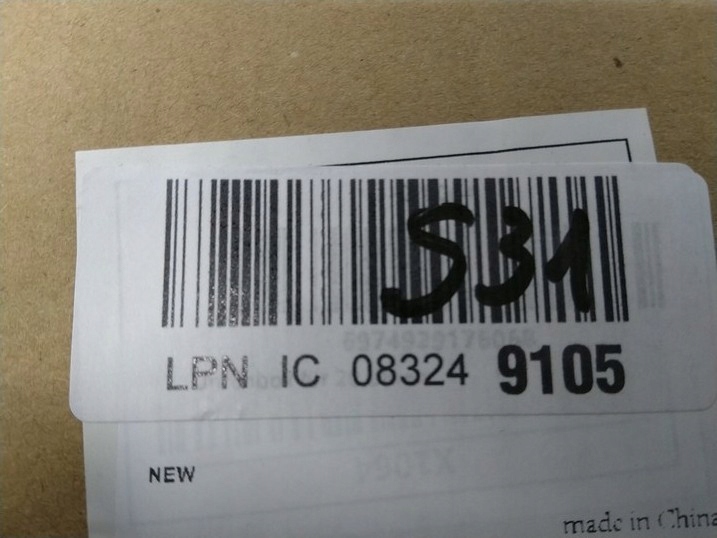 S31
LPN IC 08324 9105
NEW
made in China